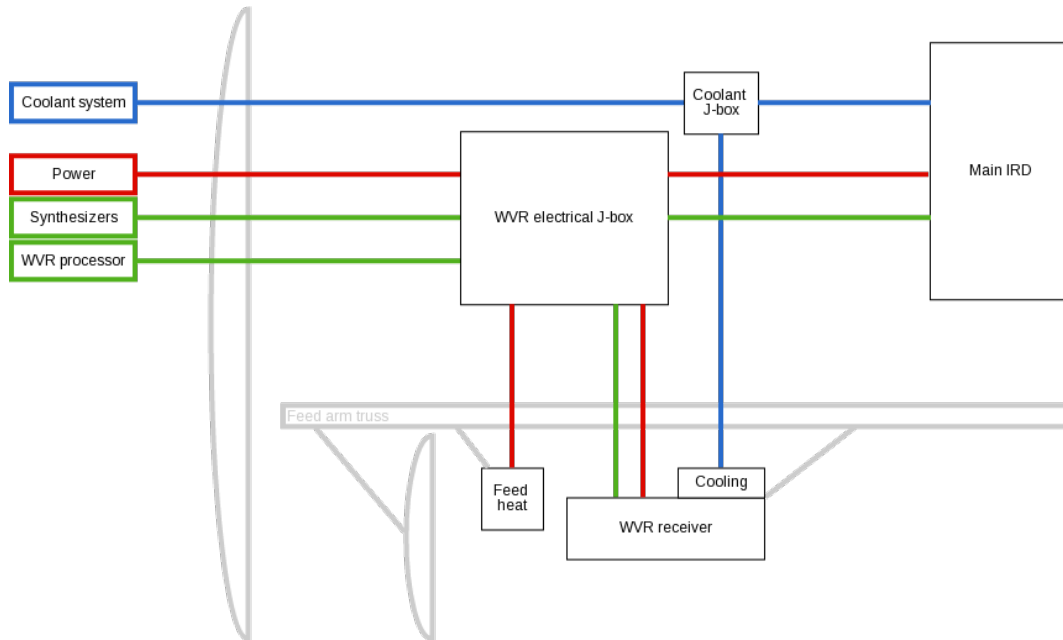 Coolant system
Coolant
J-box
Power
Main IRD
Synthesizers
WVR electrical J-box
WVR processor
Feed arm truss
Cooling
Feed
heat
WVR receiver